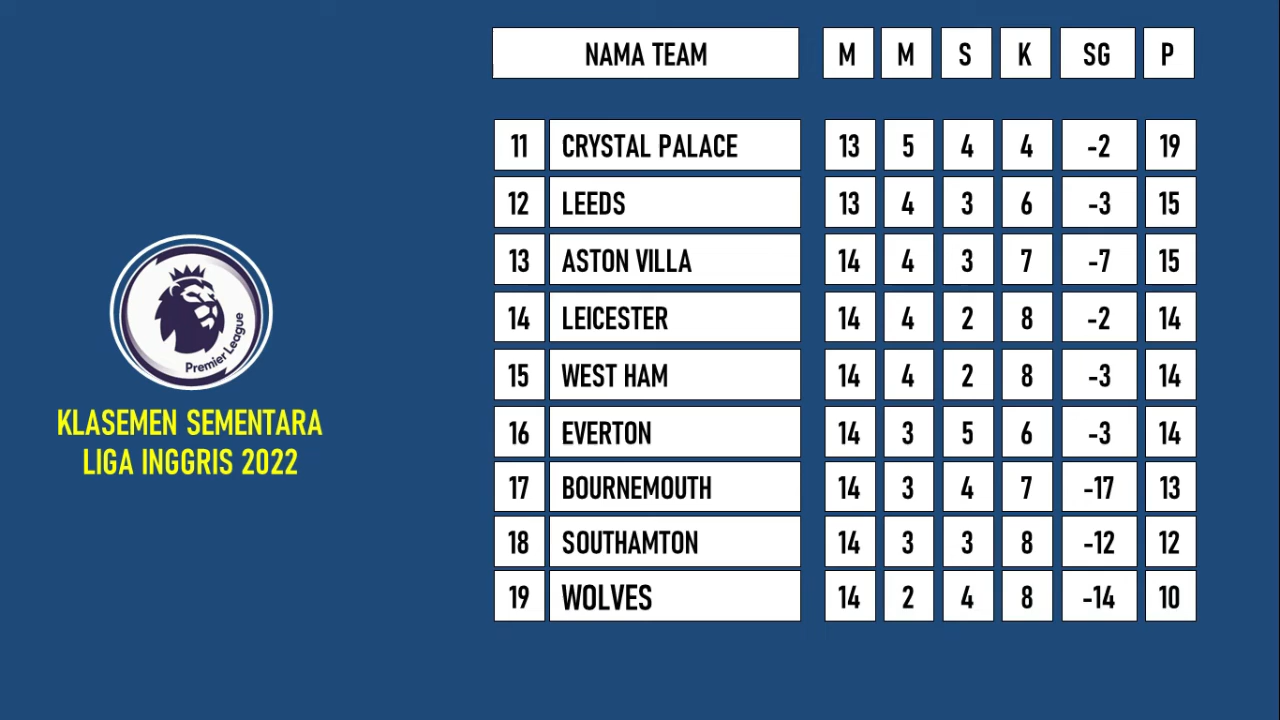 NAMA TEAM M M S K SG P
11 CRYSTAL PALACE 13 5 4 4 -2 19
12 LEEDS 13 4 3 6 -3 15
13 ASTON VILLA 14 4 3 7 -7 15
14 LEICESTER 14 4 2 8 -2 14
15 WEST HAM 14 4 2 8 -3 14
16 EVERTON 14 3 5 6 -3 14
17 BOURNEMOUTH 14 3 4 7 -17 13
18 SOUTHAMTON 14 3 3 8 -12 12
19 WOLVES 14 2 4 8 -14 10
Premier League
KLASEMEN SEMENTARA
LIGA INGGRIS 2022